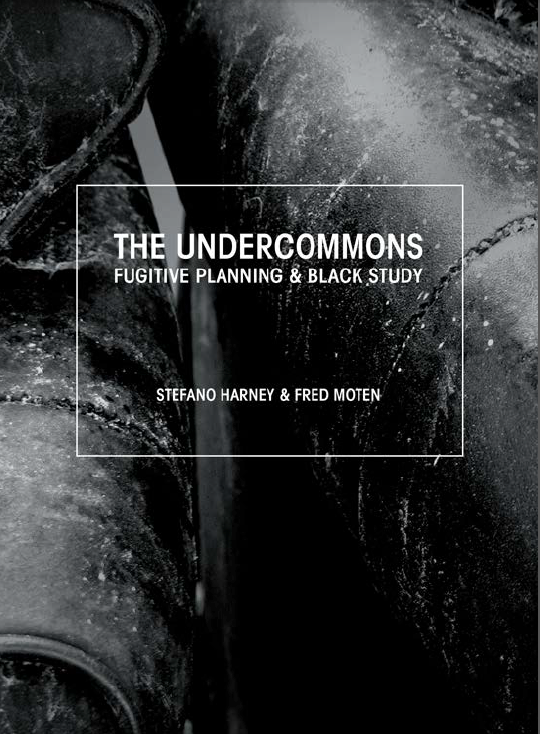 THE UNDERCOMMONS
FUGITIVE PLANNING & BLACK STUDY
STEFANO HARNEY & FRED MOTEN